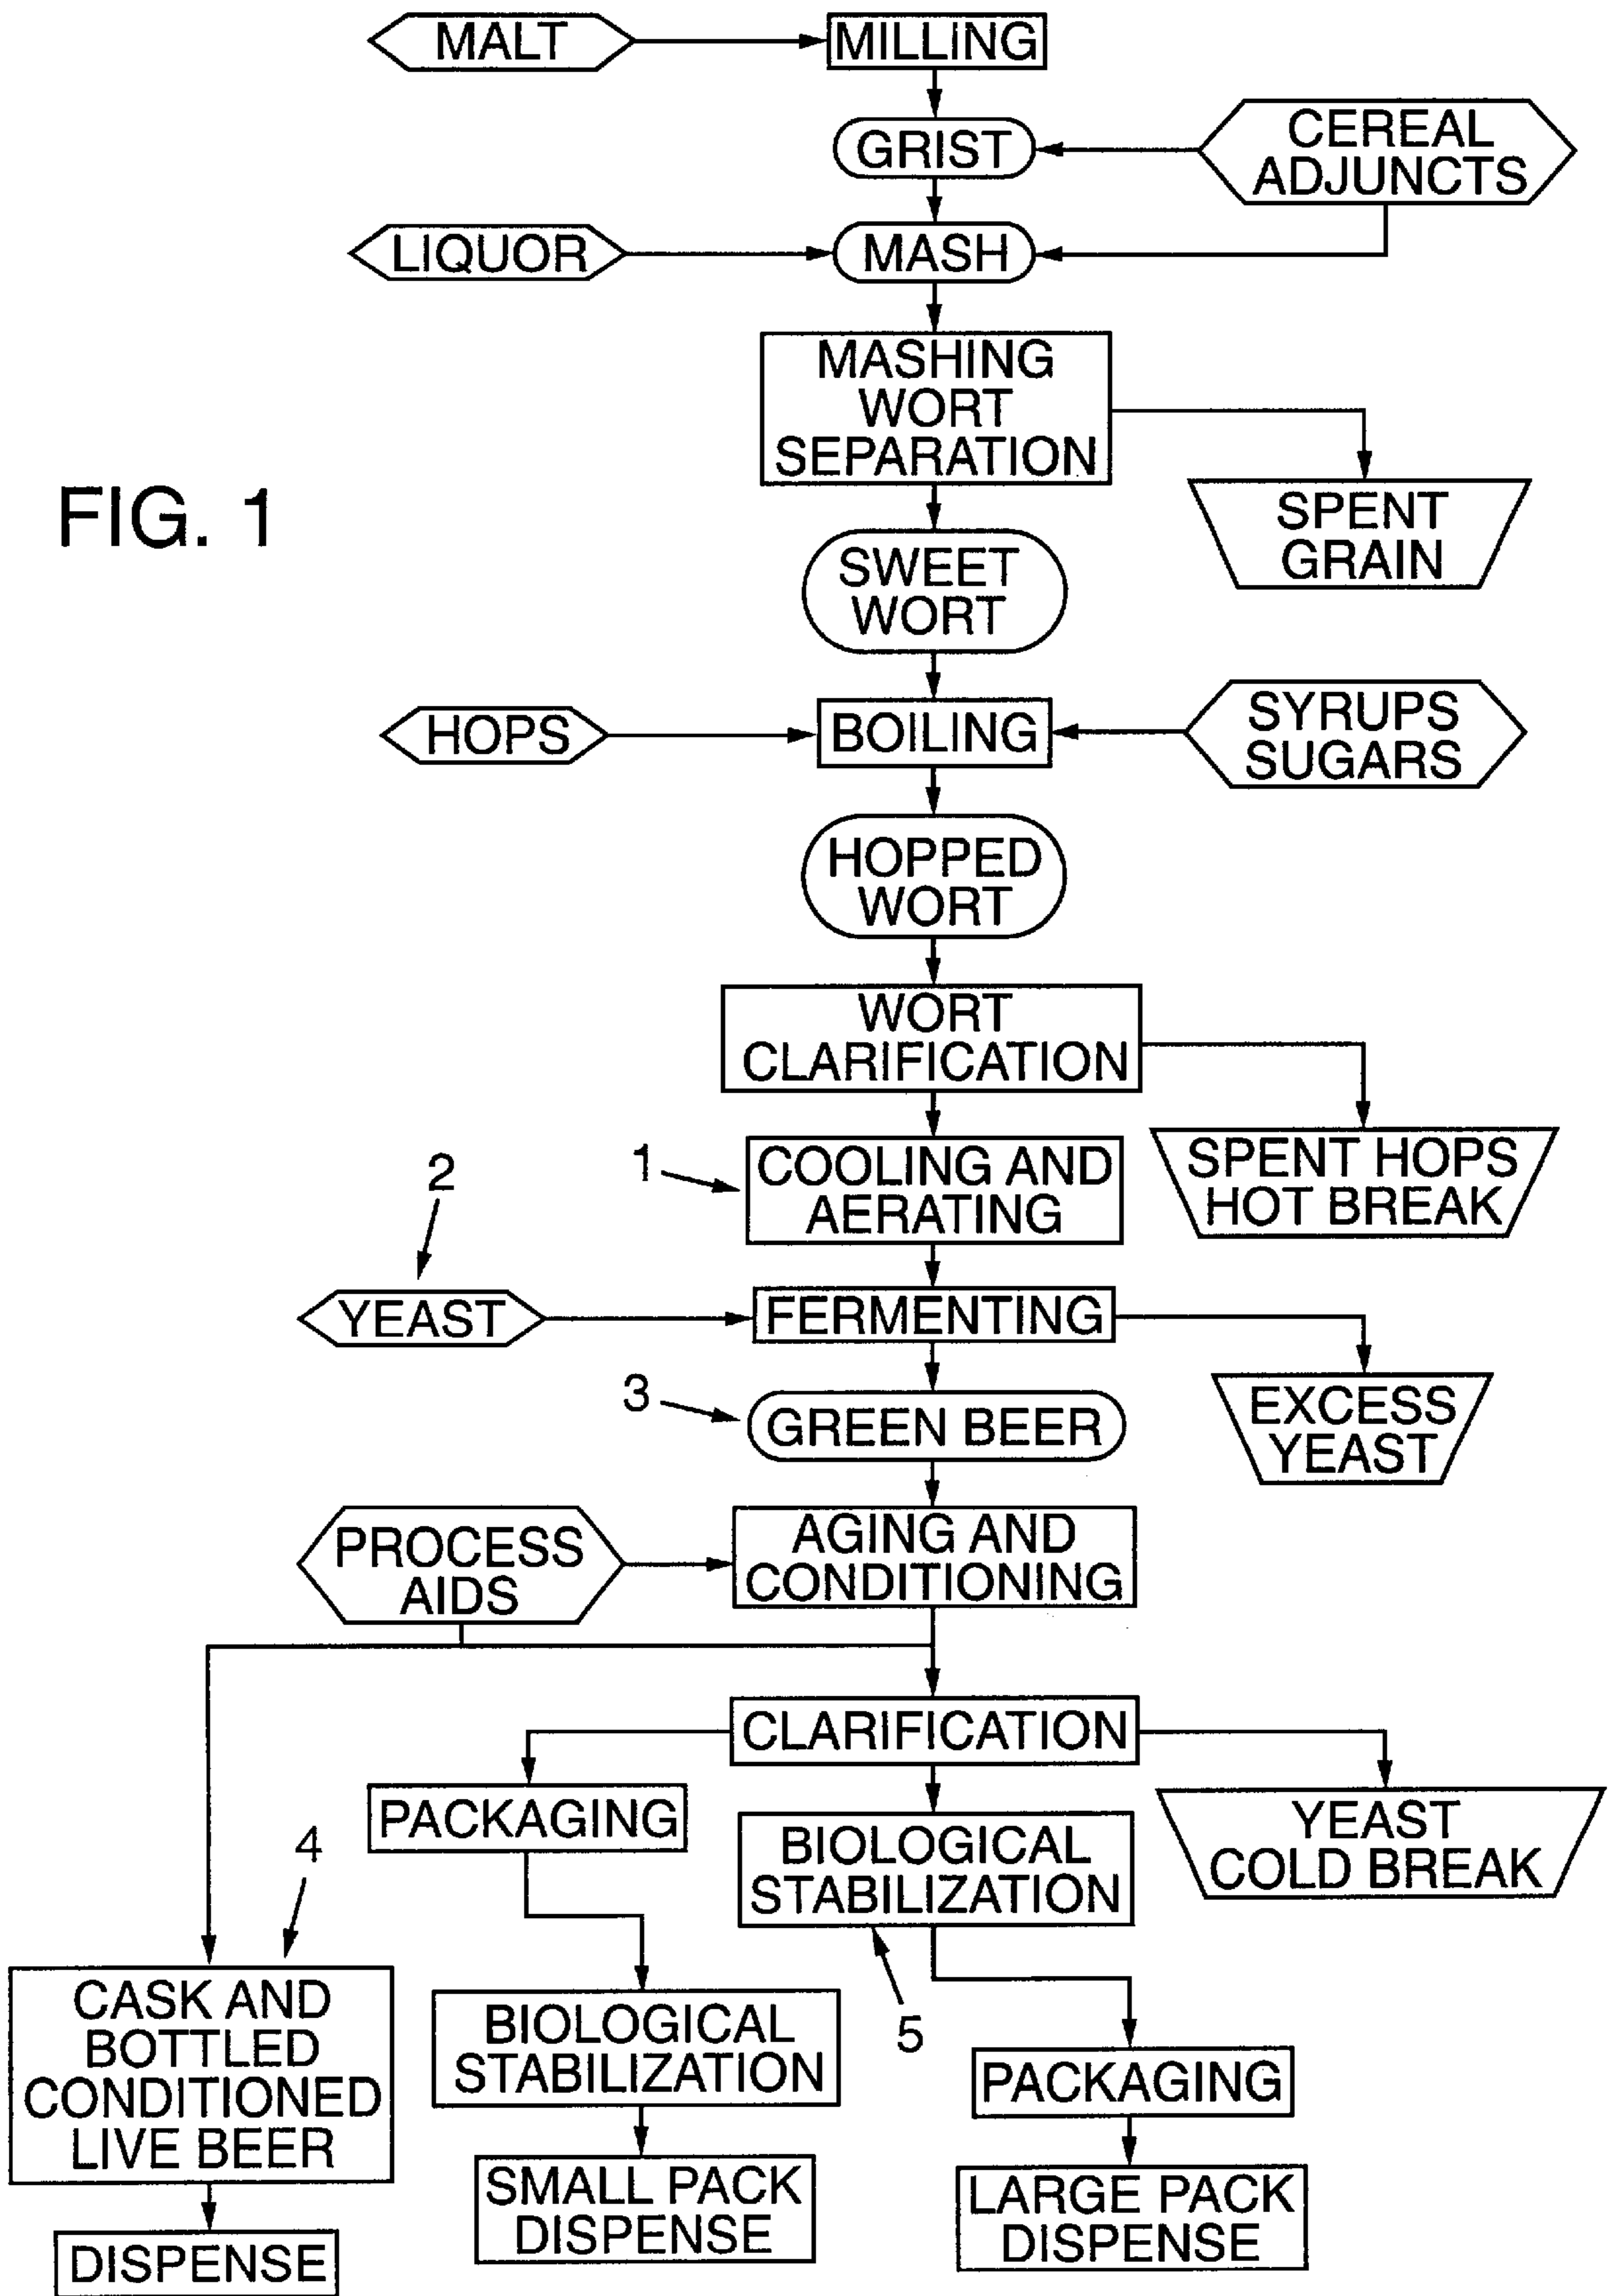 MALT
MILLING
GRIST
CEREAL
ADJUNCTS
LIQUOR
MASH
MASHING
WORT
SEPARATION
FIG. 1
SPENT
GRAIN
SWEET
WORT
HOPS
BOILING
SYRUPS
SUGARS
HOPPED
WORT
WORT
CLARIFICATION
1
COOLING AND
AERATING
SPENT HOPS
HOT BREAK
2
YEAST
FERMENTING
3
GREEN BEER
EXCESS
YEAST
PROCESS
AIDS
AGING AND
CONDITIONING
CLARIFICATION
PACKAGING
BIOLOGICAL
STABILIZATION
YEAST
COLD BREAK
4
5
CASK AND
BOTTLED
CONDITIONED
LIVE BEER
BIOLOGICAL
STABILIZATION
PACKAGING
SMALL PACK
DISPENSE
LARGE PACK
DISPENSE
DISPENSE